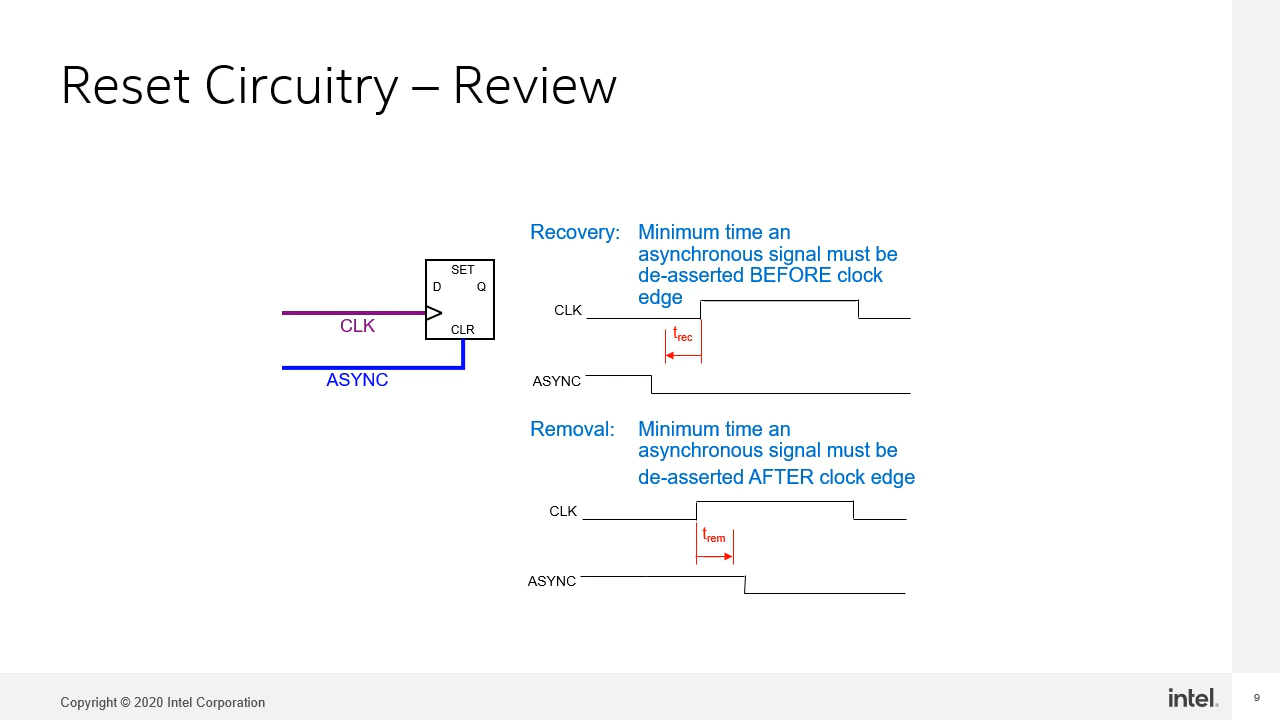 Reset Circuitry – Review
Recovery: Minimum time an
asynchronous signal must be
de-asserted BEFORE clock
edge
CLK
trec
ASYNC
SET
D Q
CLR
CLK
ASYNC
Removal: Minimum time an
asynchronous signal must be
de-asserted AFTER clock edge
CLK
trem
ASYNC
Copyright © 2020 Intel Corporation
intel.
9